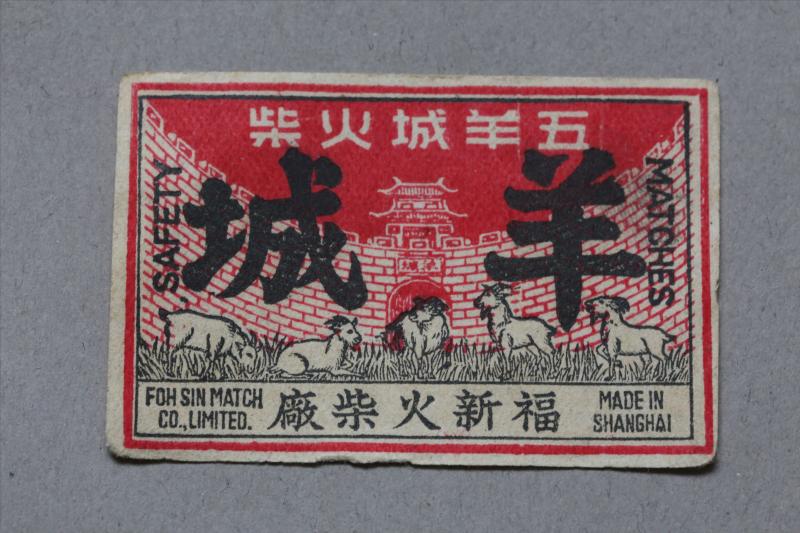 五羊城火柴
羊城
SAFETY
MATCHES
FOH SIN MATCH
CO., LIMITED.
福新火柴廠
MADE IN
SHANGHAI